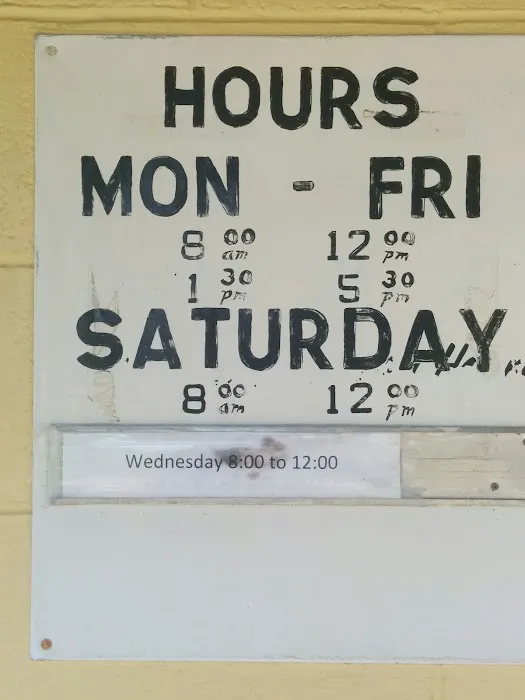 HOURS
MON - FRI
8 00 am 12 00 pm
1 30 pm 5 30 pm
SATURDAY
8 00 am 12 00 pm
Wednesday 8:00 to 12:00